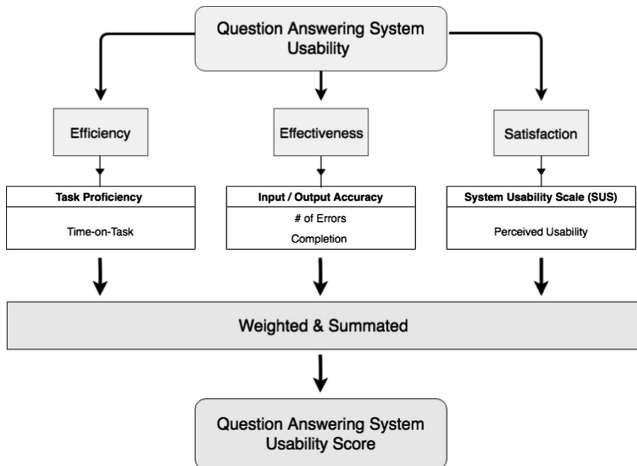 Question Answering System
Usability
Efficiency
Effectiveness
Satisfaction
Task Proficiency
Time-on-Task
Input / Output Accuracy
# of Errors
Completion
System Usability Scale (SUS)
Perceived Usability
Weighted & Summated
Question Answering System
Usability Score